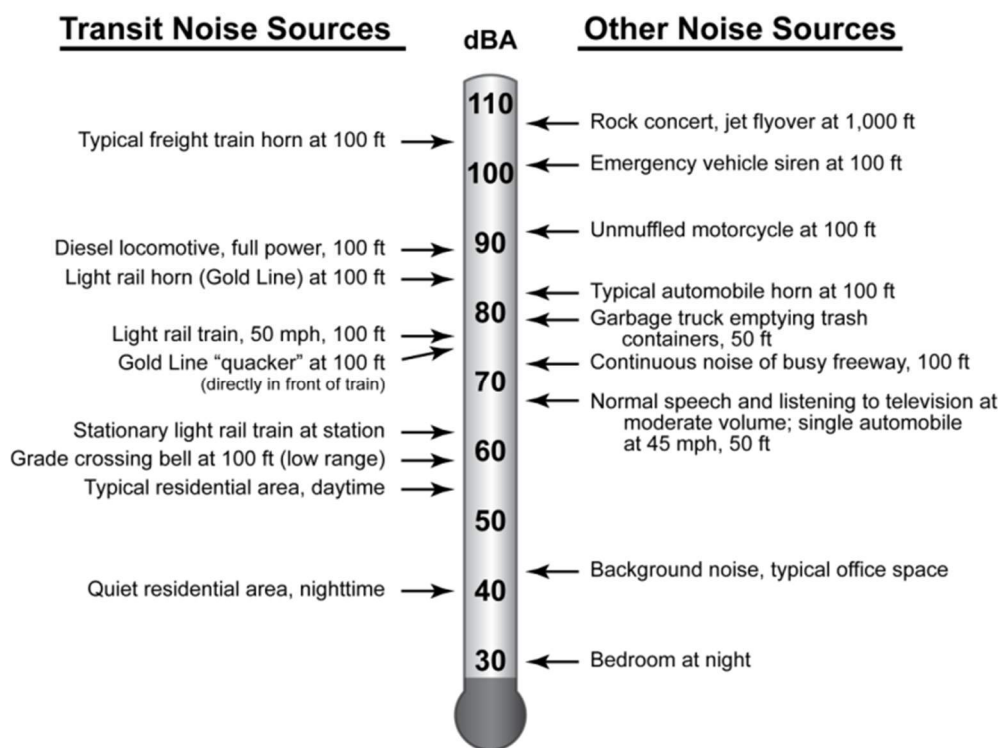 Transit Noise Sources
dBA
Other Noise Sources
110
Rock concert, jet flyover at 1,000 ft
Typical freight train horn at 100 ft
Emergency vehicle siren at 100 ft
100
Unmuffled motorcycle at 100 ft
Diesel locomotive, full power, 100 ft
90
Light rail horn (Gold Line) at 100 ft
Typical automobile horn at 100 ft
80
Garbage truck emptying trash
containers, 50 ft
Light rail train, 50 mph, 100 ft
Gold Line “quacker” at 100 ft
(directly in front of train)
Continuous noise of busy freeway, 100 ft
70
Normal speech and listening to television at
moderate volume; single automobile
at 45 mph, 50 ft
Stationary light rail train at station
60
Grade crossing bell at 100 ft (low range)
Typical residential area, daytime
50
Background noise, typical office space
Quiet residential area, nighttime
40
30
Bedroom at night